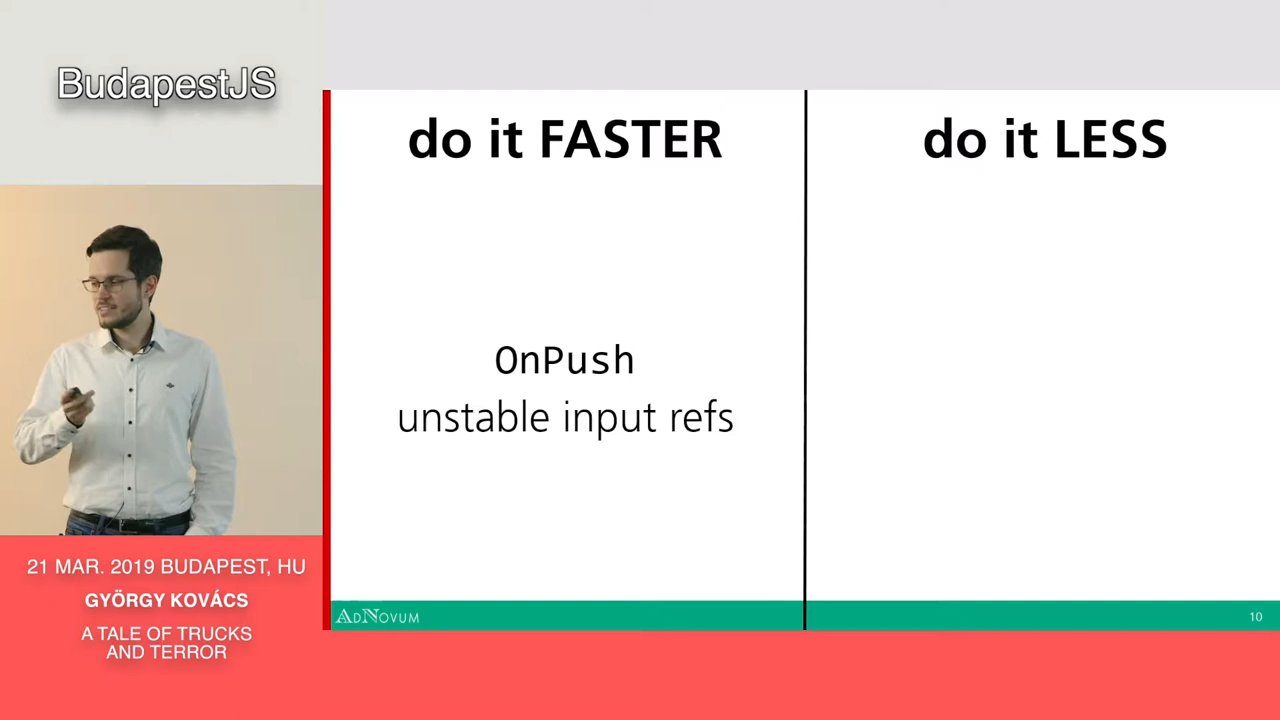 BudapestJS
do it FASTER
do it LESS
OnPush
unstable input refs
21 MAR. 2019 BUDAPEST, HU
GYÖRGY KOVÁCS
A TALE OF TRUCKS
AND TERROR
ADNOVUM
10